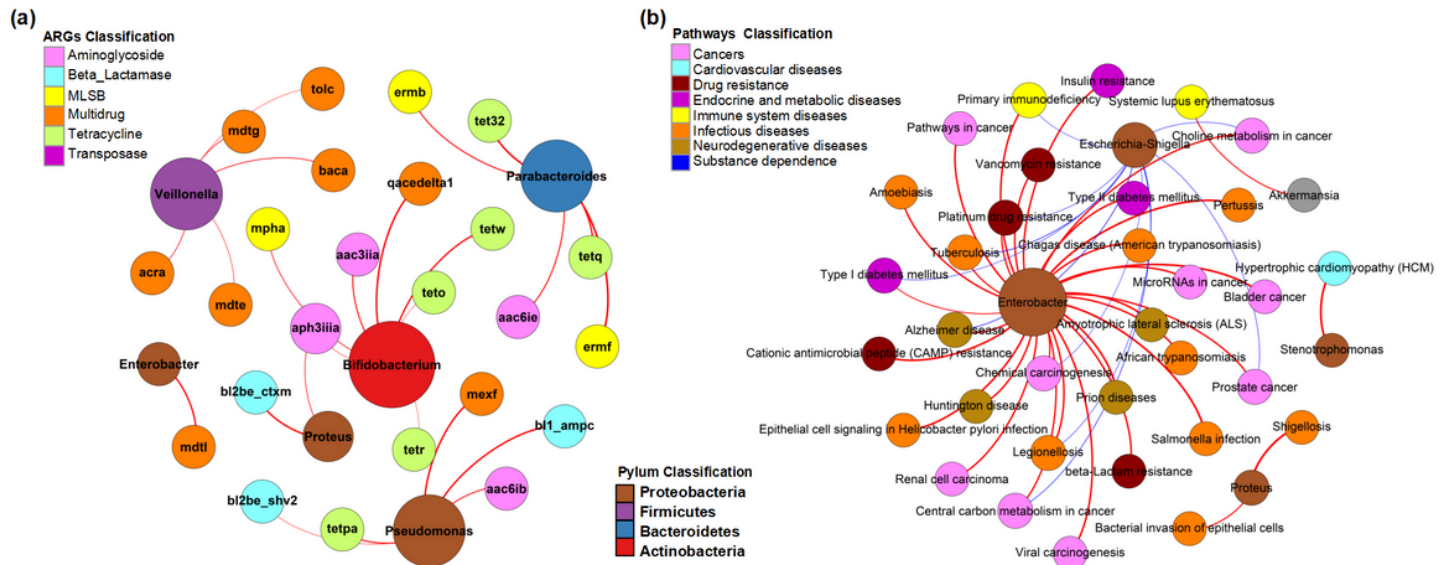 (a)
ARGs Classification
Aminoglycoside
Beta_Lactamase
MLSB
Multidrug
Tetracycline
Transposase
tolc
mdtg
baca
Veillonella
acra
mdte
mpha
ermb
tet32
Parabacteroides
qacedelta1
tetw
tetq
aac3iia
teto
aac6ie
ermf
aph3iiia
Bifidobacterium
Enterobacter
mdtl
bl2be_ctxm
Proteus
mexf
bl1_ampc
tetr
aac6ib
bl2be_shv2
tetpa
Pseudomonas
Pylum Classification
Proteobacteria
Firmicutes
Bacteroidetes
Actinobacteria
(b)
Pathways Classification
Cancers
Cardiovascular diseases
Drug resistance
Endocrine and metabolic diseases
Immune system diseases
Infectious diseases
Neurodegenerative diseases
Substance dependence
Insulin resistance
Primary immunodeficiency
Systemic lupus erythematosus
Pathways in cancer
Escherichia-Shigella
Choline metabolism in cancer
Vancomycin resistance
Amoebiasis
Type II diabetes mellitus
Akkermansia
Platinum drug resistance
Pertussis
Tuberculosis
Chagas disease (American trypanosomiasis)
Type I diabetes mellitus
Hypertrophic cardiomyopathy (HCM)
MicroRNAs in cancer
Bladder cancer
Enterobacter
Alzheimer disease
Amyotrophic lateral sclerosis (ALS)
Cationic antimicrobial peptide (CAMP) resistance
African trypanosomiasis
Stenotrophomonas
Chemical carcinogenesis
Prostate cancer
Huntington disease
Prion diseases
Epithelial cell signaling in Helicobacter pylori infection
Salmonella infection
Shigellosis
Legionellosis
Renal cell carcinoma
beta-Lactam resistance
Proteus
Central carbon metabolism in cancer
Bacterial invasion of epithelial cells
Viral carcinogenesis